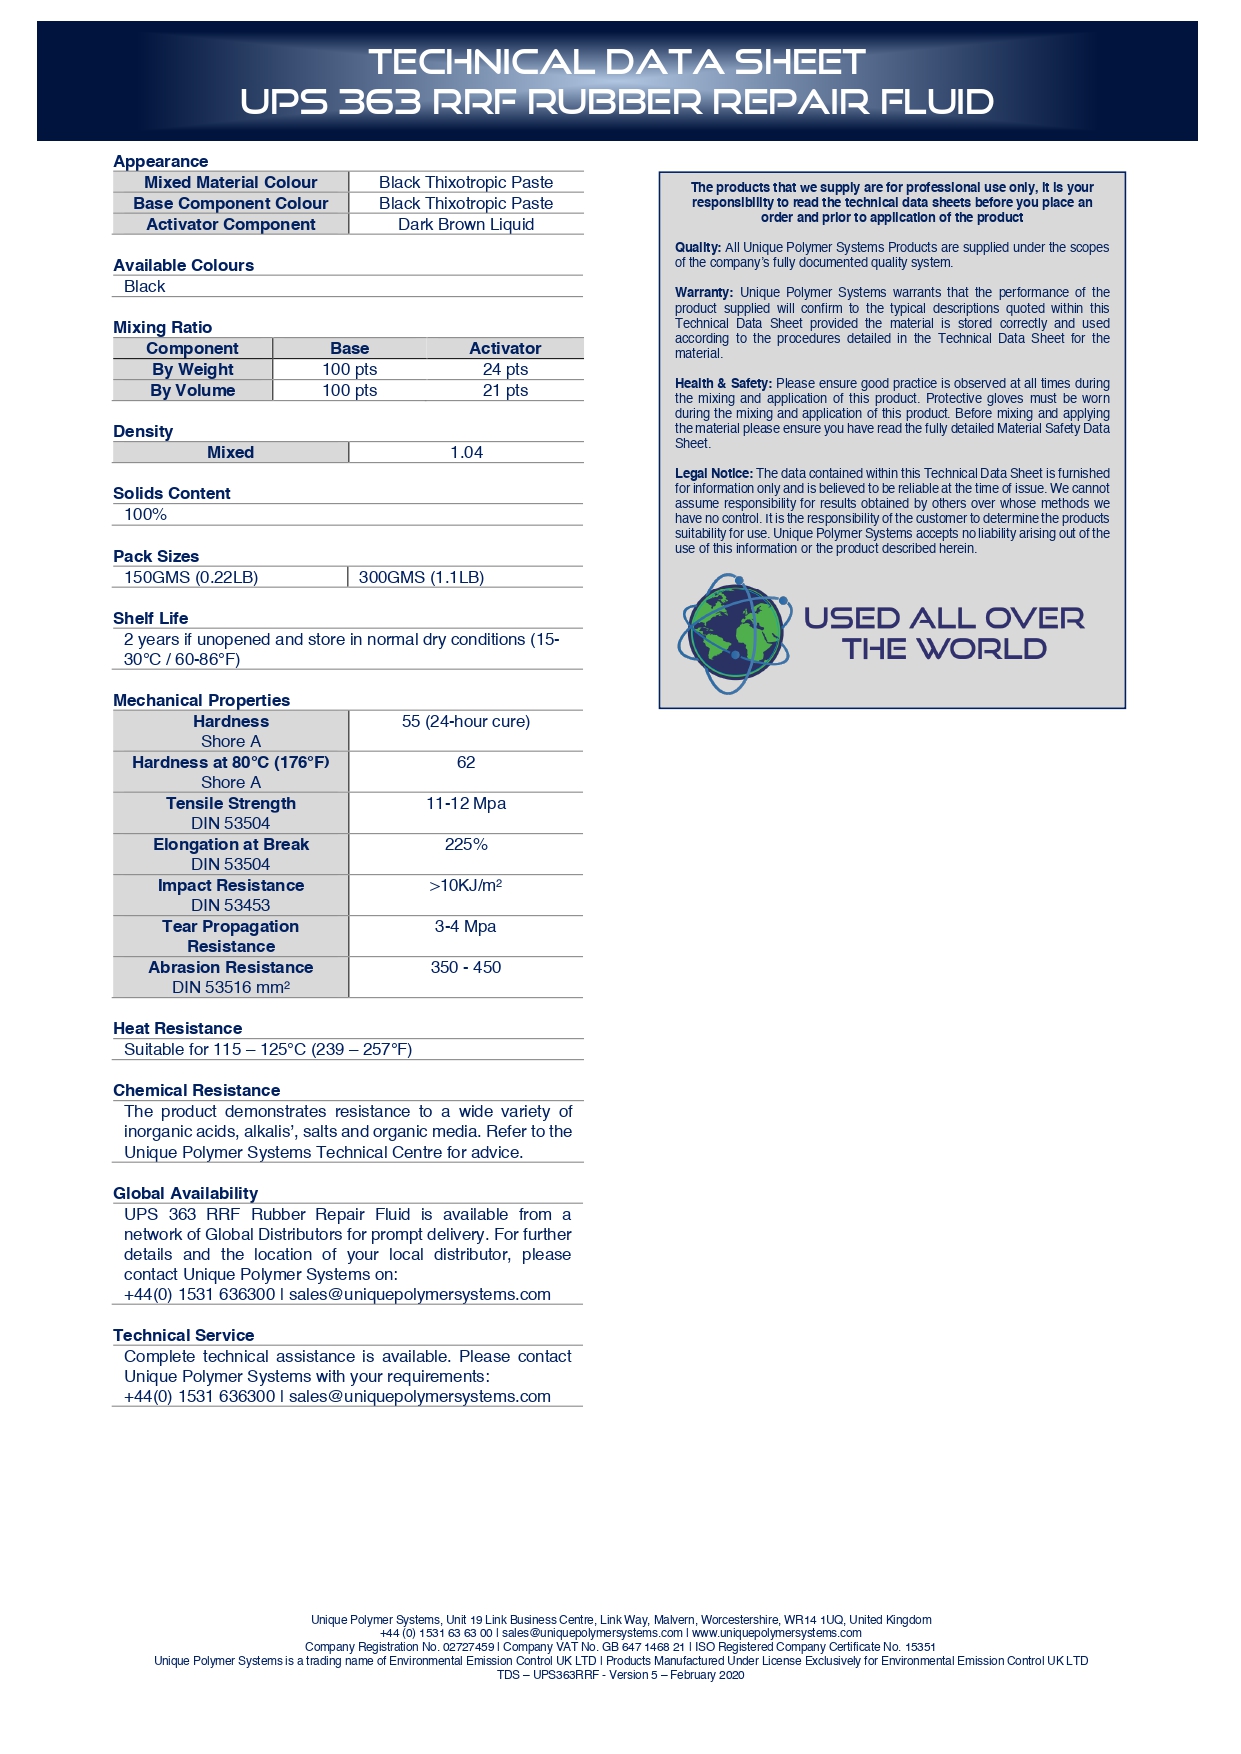 TECHNICAL DATA SHEET
UPS 363 RRF RUBBER REPAIR FLUID
Appearance
Mixed Material Colour Black Thixotropic Paste
Base Component Colour Black Thixotropic Paste
Activator Component Dark Brown Liquid
Available Colours
Black
Mixing Ratio
Component Base Activator
By Weight 100 pts 24 pts
By Volume 100 pts 21 pts
Density
Mixed 1.04
Solids Content
100%
Pack Sizes
150GMS (0.22LB) 300GMS (1.1LB)
Shelf Life
2 years if unopened and store in normal dry conditions (15-
30°C / 60-86°F)
Mechanical Properties
Hardness 55 (24-hour cure)
Shore A
Hardness at 80°C (176°F) 62
Shore A
Tensile Strength 11-12 Mpa
DIN 53504
Elongation at Break 225%
DIN 53504
Impact Resistance >10KJ/m²
DIN 53453
Tear Propagation 3-4 Mpa
Resistance
Abrasion Resistance 350 - 450
DIN 53516 mm²
Heat Resistance
Suitable for 115 – 125°C (239 – 257°F)
Chemical Resistance
The product demonstrates resistance to a wide variety of
inorganic acids, alkalis’, salts and organic media. Refer to the
Unique Polymer Systems Technical Centre for advice.
Global Availability
UPS 363 RRF Rubber Repair Fluid is available from a
network of Global Distributors for prompt delivery. For further
details and the location of your local distributor, please
contact Unique Polymer Systems on:
+44(0) 1531 636300 | sales@uniquepolymersystems.com
Technical Service
Complete technical assistance is available. Please contact
Unique Polymer Systems with your requirements:
+44(0) 1531 636300 | sales@uniquepolymersystems.com
The products that we supply are for professional use only, it is your
responsibility to read the technical data sheets before you place an
order and prior to application of the product
Quality: All Unique Polymer Systems Products are supplied under the scopes
of the company’s fully documented quality system.
Warranty: Unique Polymer Systems warrants that the performance of the
product supplied will confirm to the typical descriptions quoted within this
Technical Data Sheet provided the material is stored correctly and used
according to the procedures detailed in the Technical Data Sheet for the
material.
Health & Safety: Please ensure good practice is observed at all times during
the mixing and application of this product. Protective gloves must be worn
during the mixing and application of this product. Before mixing and applying
the material please ensure you have read the fully detailed Material Safety Data
Sheet.
Legal Notice: The data contained within this Technical Data Sheet is furnished
for information only and is believed to be reliable at the time of issue. We cannot
assume responsibility for results obtained by others over whose methods we
have no control. It is the responsibility of the customer to determine the products
suitability for use. Unique Polymer Systems accepts no liability arising out of the
use of this information or the product described herein.
USED ALL OVER
THE WORLD
Unique Polymer Systems, Unit 19 Link Business Centre, Link Way, Malvern, Worcestershire, WR14 1UQ, United Kingdom
+44 (0) 1531 63 63 00 | sales@uniquepolymersystems.com | www.uniquepolymersystems.com
Company Registration No. 02727459 | Company VAT No. GB 647 1468 21 | ISO Registered Company Certificate No. 15351
Unique Polymer Systems is a trading name of Environmental Emission Control UK LTD | Products Manufactured Under License Exclusively for Environmental Emission Control UK LTD
TDS – UPS363RRF - Version 5 – February 2020